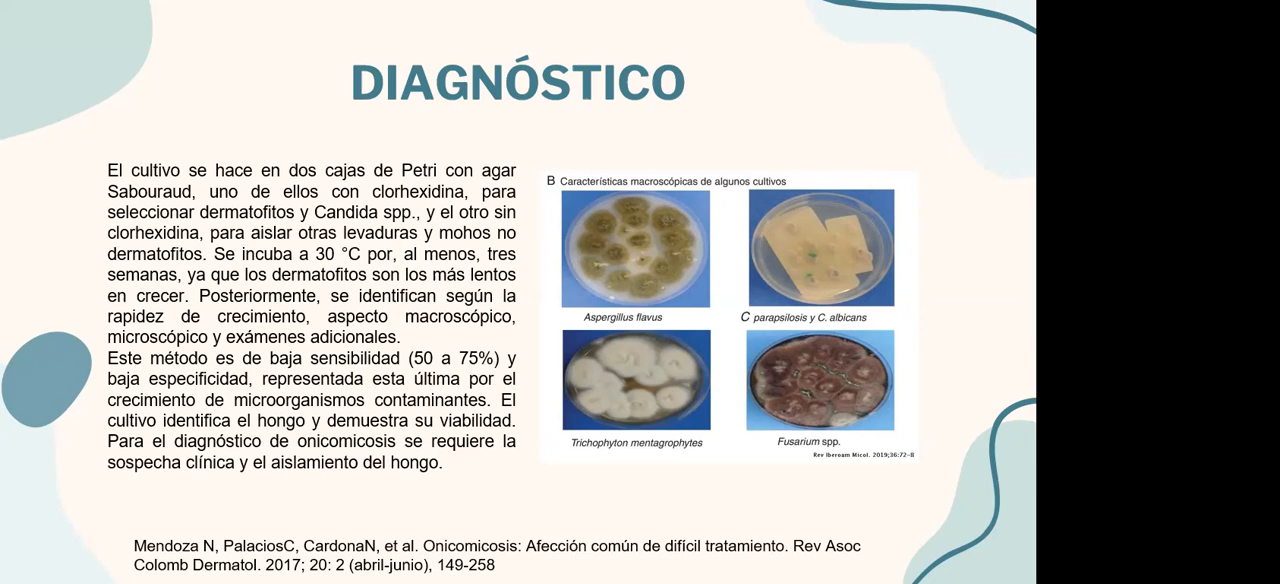 DIAGNÓSTICO
El cultivo se hace en dos cajas de Petri con agar
Sabouraud, uno de ellos con clorhexidina, para
seleccionar dermatofitos y Candida spp., y el otro sin
clorhexidina, para aislar otras levaduras y mohos no
dermatofitos. Se incuba a 30 °C por, al menos, tres
semanas, ya que los dermatofitos son los más lentos
en crecer. Posteriormente, se identifican según la
rapidez de crecimiento, aspecto macroscópico,
microscópico y exámenes adicionales.
Este método es de baja sensibilidad (50 a 75%) y
baja especificidad, representada esta última por el
crecimiento de microorganismos contaminantes. El
cultivo identifica el hongo y demuestra su viabilidad.
Para el diagnóstico de onicomicosis se requiere la
sospecha clínica y el aislamiento del hongo.
B Características macroscópicas de algunos cultivos
Aspergillus flavus
C parapsilosis y C. albicans
Trichophyton mentagrophytes
Fusarium spp.
Rev Iberoam Micol. 2019;36:72-8
Mendoza N, PalaciosC, CardonaN, et al. Onicomicosis: Afección común de difícil tratamiento. Rev Asoc
Colomb Dermatol. 2017; 20: 2 (abril-junio), 149-258